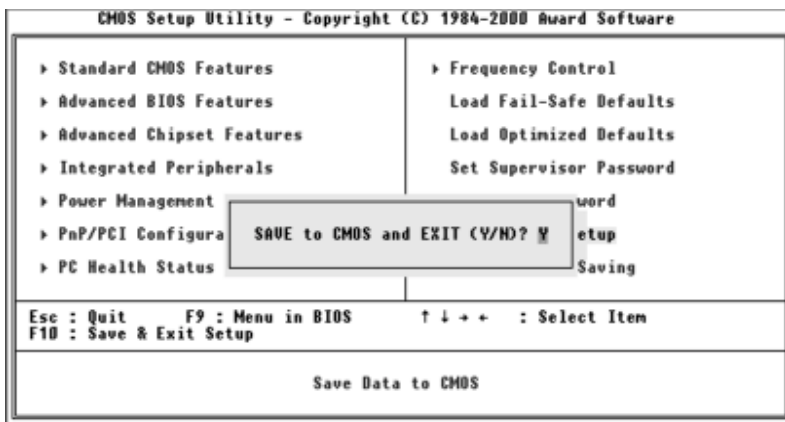 CMOS Setup Utility - Copyright (C) 1984-2000 Award Software
▸ Standard CMOS Features
▸ Advanced BIOS Features
▸ Advanced Chipset Features
▸ Integrated Peripherals
▸ Power Management
▸ PnP/PCI Configura
▸ PC Health Status
▸ Frequency Control
Load Fail-Safe Defaults
Load Optimized Defaults
Set Supervisor Password
word
etup
Saving
SAVE to CMOS and EXIT (Y/N)? Y
Esc : Quit F9 : Menu in BIOS ↑ ↓ → ← : Select Item
F10 : Save & Exit Setup
Save Data to CMOS